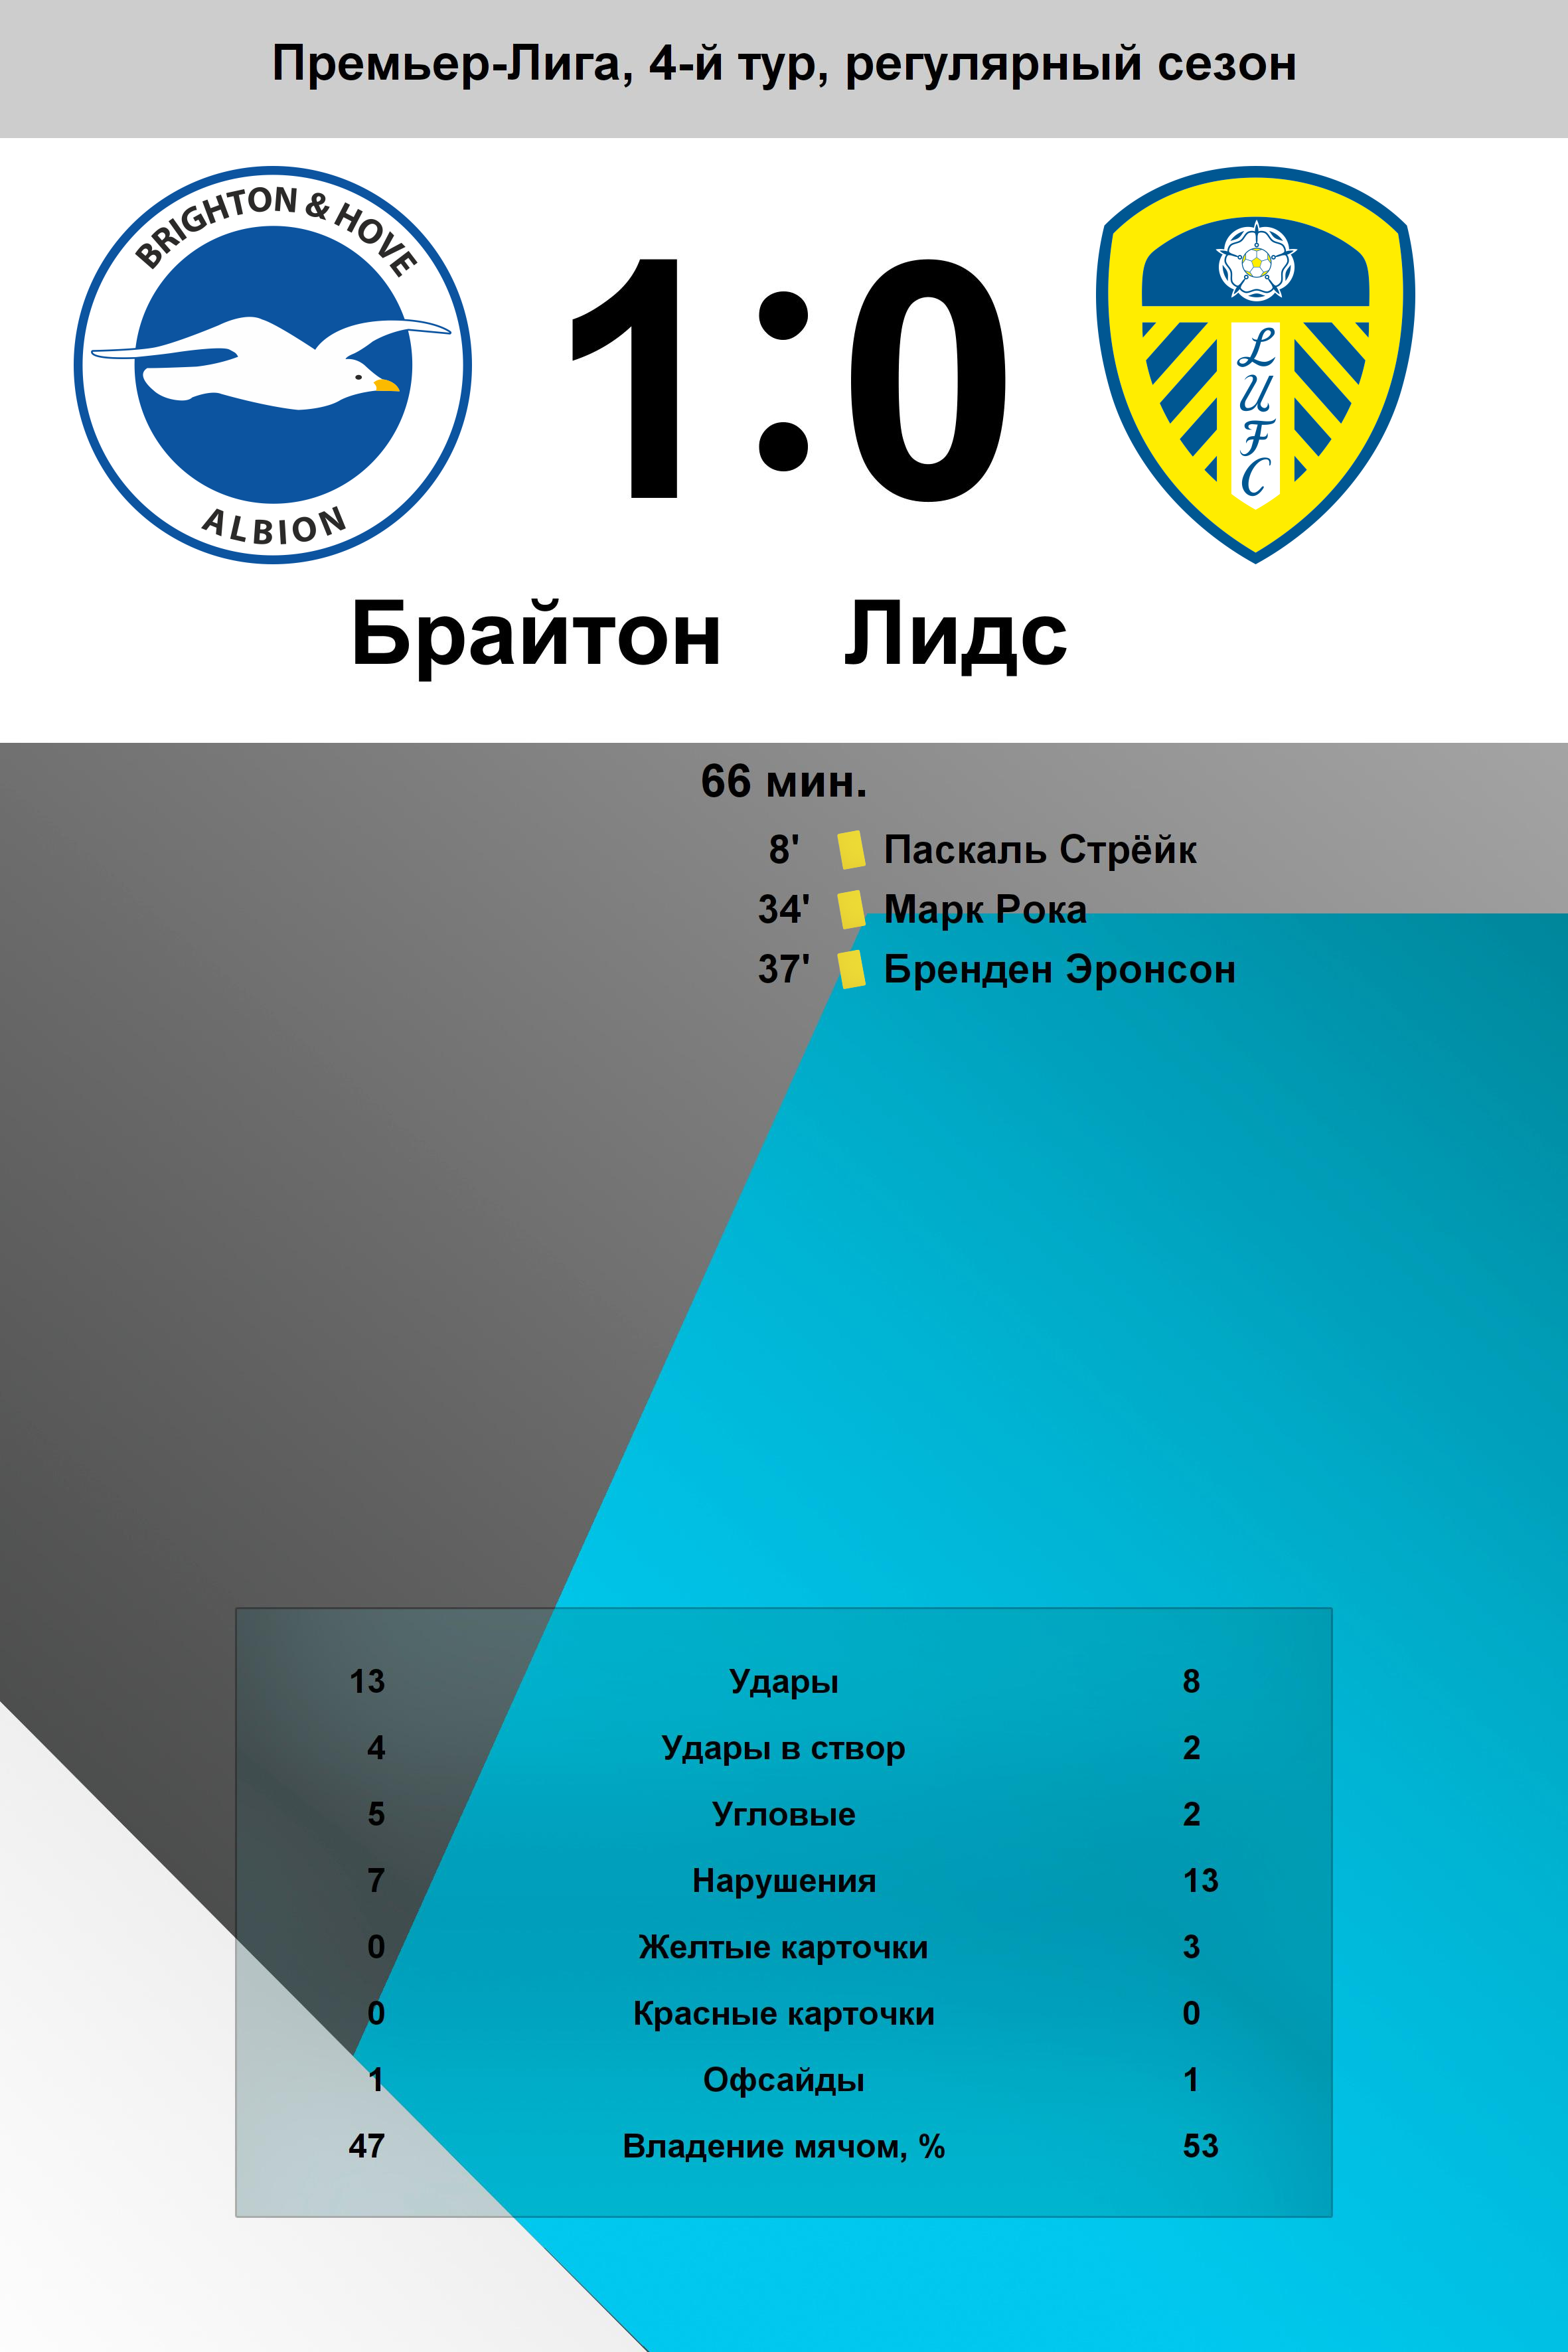 Премьер-Лига, 4-й тур, регулярный сезон
BRIGHTON & HOVE
ALBION
1:0
LUFC
Брайтон Лидс
66 мин.
8' Паскаль Стрёйк
34' Марк Рока
37' Бренден Эронсон
13 Удары 8
4 Удары в створ 2
5 Угловые 2
7 Нарушения 13
0 Желтые карточки 3
0 Красные карточки 0
1 Офсайды 1
47 Владение мячом, % 53